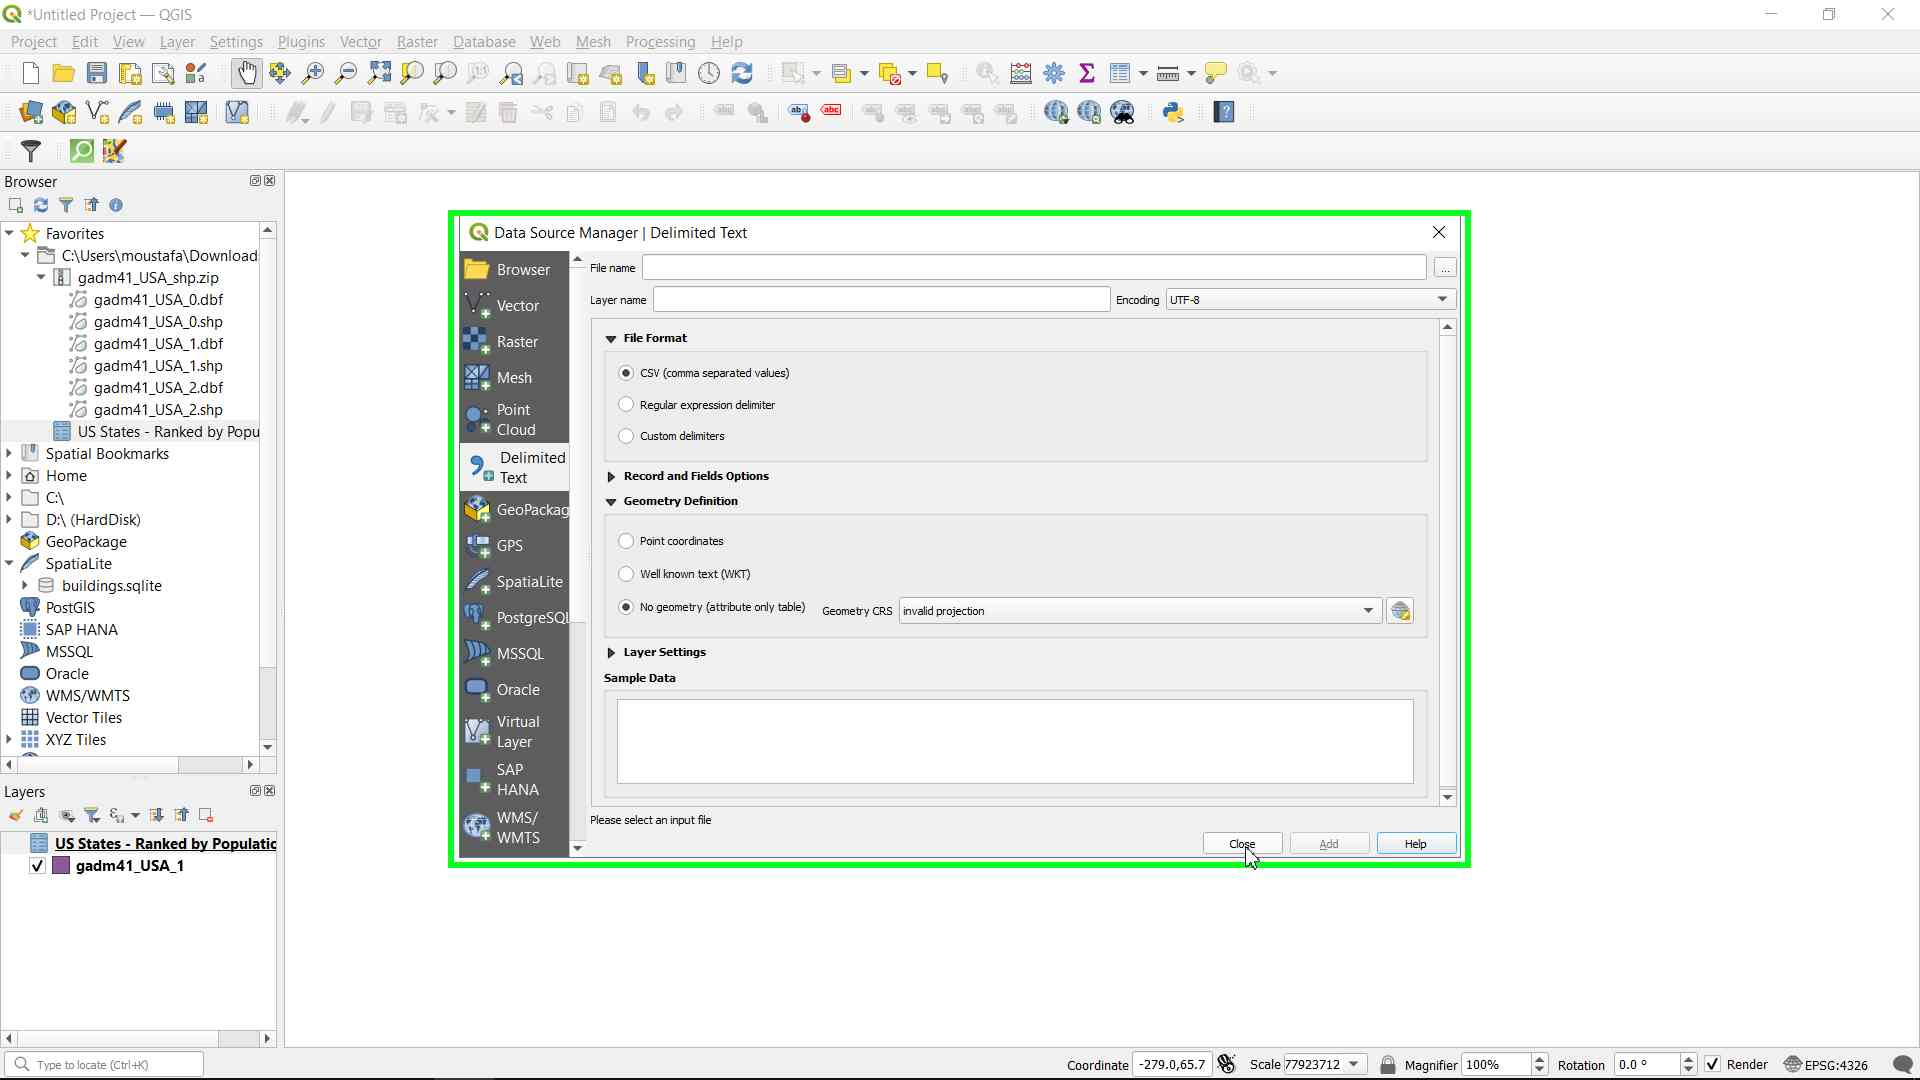 *Untitled Project — QGIS
Project Edit View Layer Settings Plugins Vector Raster Database Web Mesh Processing Help
Browser
Favorites
C:\Users\moustafa\Download
gadm41_USA_shp.zip
gadm41_USA_0.dbf
gadm41_USA_0.shp
gadm41_USA_1.dbf
gadm41_USA_1.shp
gadm41_USA_2.dbf
gadm41_USA_2.shp
US States - Ranked by Popu
Spatial Bookmarks
Home
C:\
D:\ (HardDisk)
GeoPackage
SpatiaLite
buildings.sqlite
PostGIS
SAP HANA
MSSQL
Oracle
WMS/WMTS
Vector Tiles
XYZ Tiles
Layers
US States - Ranked by Populatio
gadm41_USA_1
Data Source Manager | Delimited Text
Browser
Vector
Raster
Mesh
Point
Cloud
Delimited
Text
GeoPackag
GPS
SpatiaLite
PostgreSQL
MSSQL
Oracle
Virtual
Layer
SAP
HANA
WMS/
WMTS
File name ...
Layer name Encoding UTF-8
File Format
CSV (comma separated values)
Regular expression delimiter
Custom delimiters
Record and Fields Options
Geometry Definition
Point coordinates
Well known text (WKT)
No geometry (attribute only table) Geometry CRS invalid projection
Layer Settings
Sample Data
Please select an input file
Close Add Help
Type to locate (Ctrl+K) Coordinate -279.0,65.7 Scale 77923712 Magnifier 100% Rotation 0.0 ° Render EPSG:4326